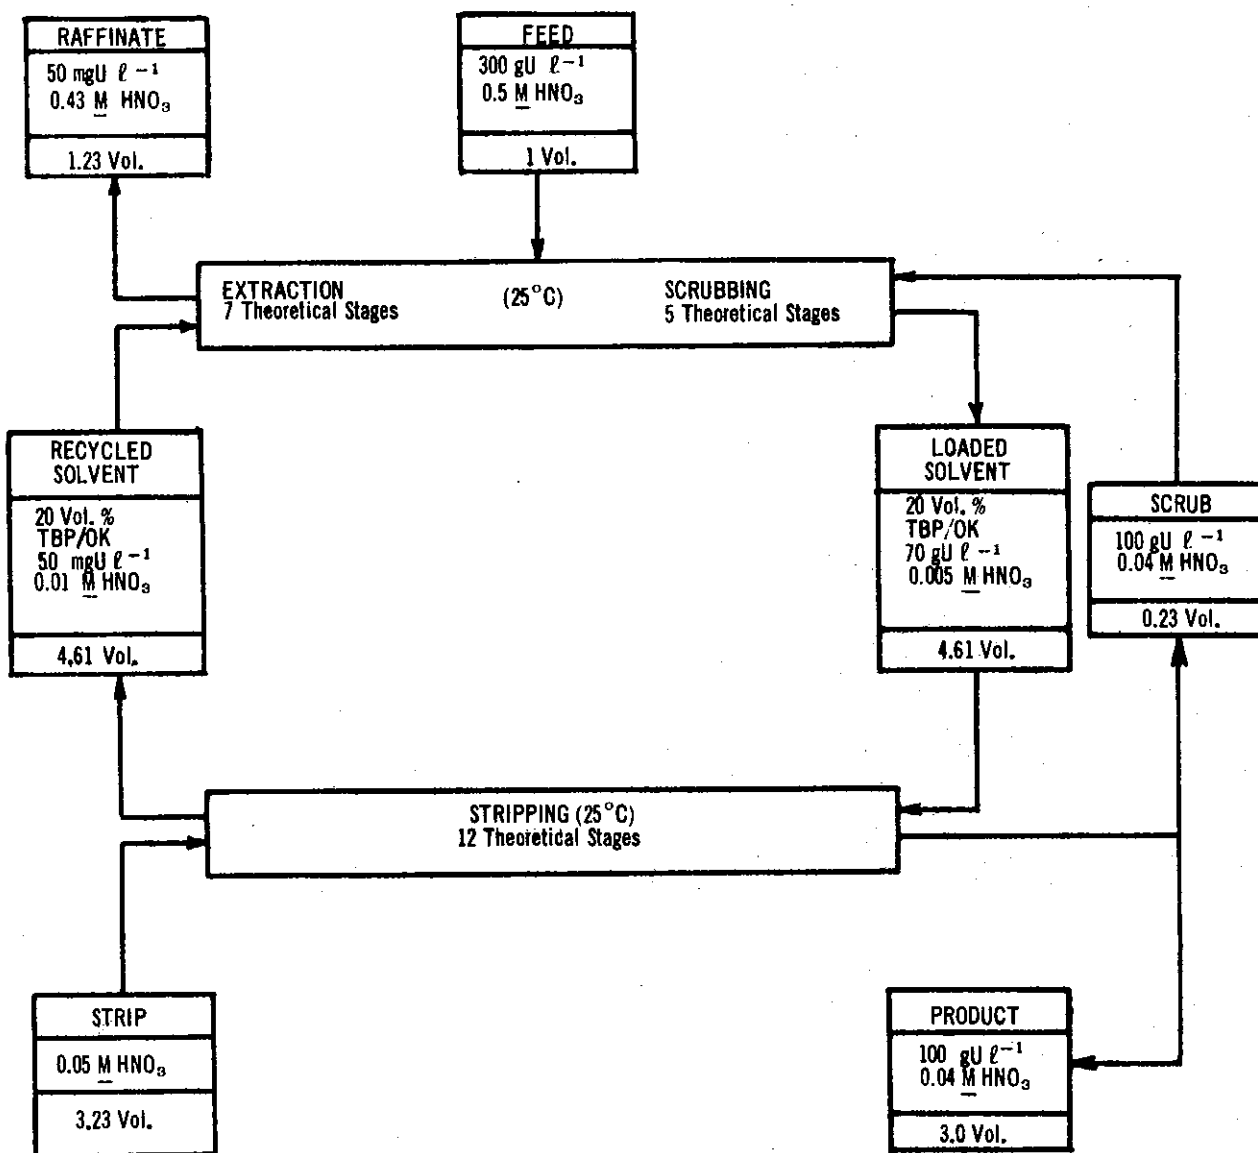 RAFFINATE
50 mgU ℓ⁻¹
0.43 M HNO₃
1.23 Vol.
FEED
300 gU ℓ⁻¹
0.5 M HNO₃
1 Vol.
EXTRACTION
7 Theoretical Stages
(25°C)
SCRUBBING
5 Theoretical Stages
RECYCLED
SOLVENT
20 Vol. %
TBP/OK
50 mgU ℓ⁻¹
0.01 M HNO₃
4.61 Vol.
LOADED
SOLVENT
20 Vol. %
TBP/OK
70 gU ℓ⁻¹
0.005 M HNO₃
4.61 Vol.
SCRUB
100 gU ℓ⁻¹
0.04 M HNO₃
0.23 Vol.
STRIPPING (25°C)
12 Theoretical Stages
STRIP
0.05 M HNO₃
3.23 Vol.
PRODUCT
100 gU ℓ⁻¹
0.04 M HNO₃
3.0 Vol.